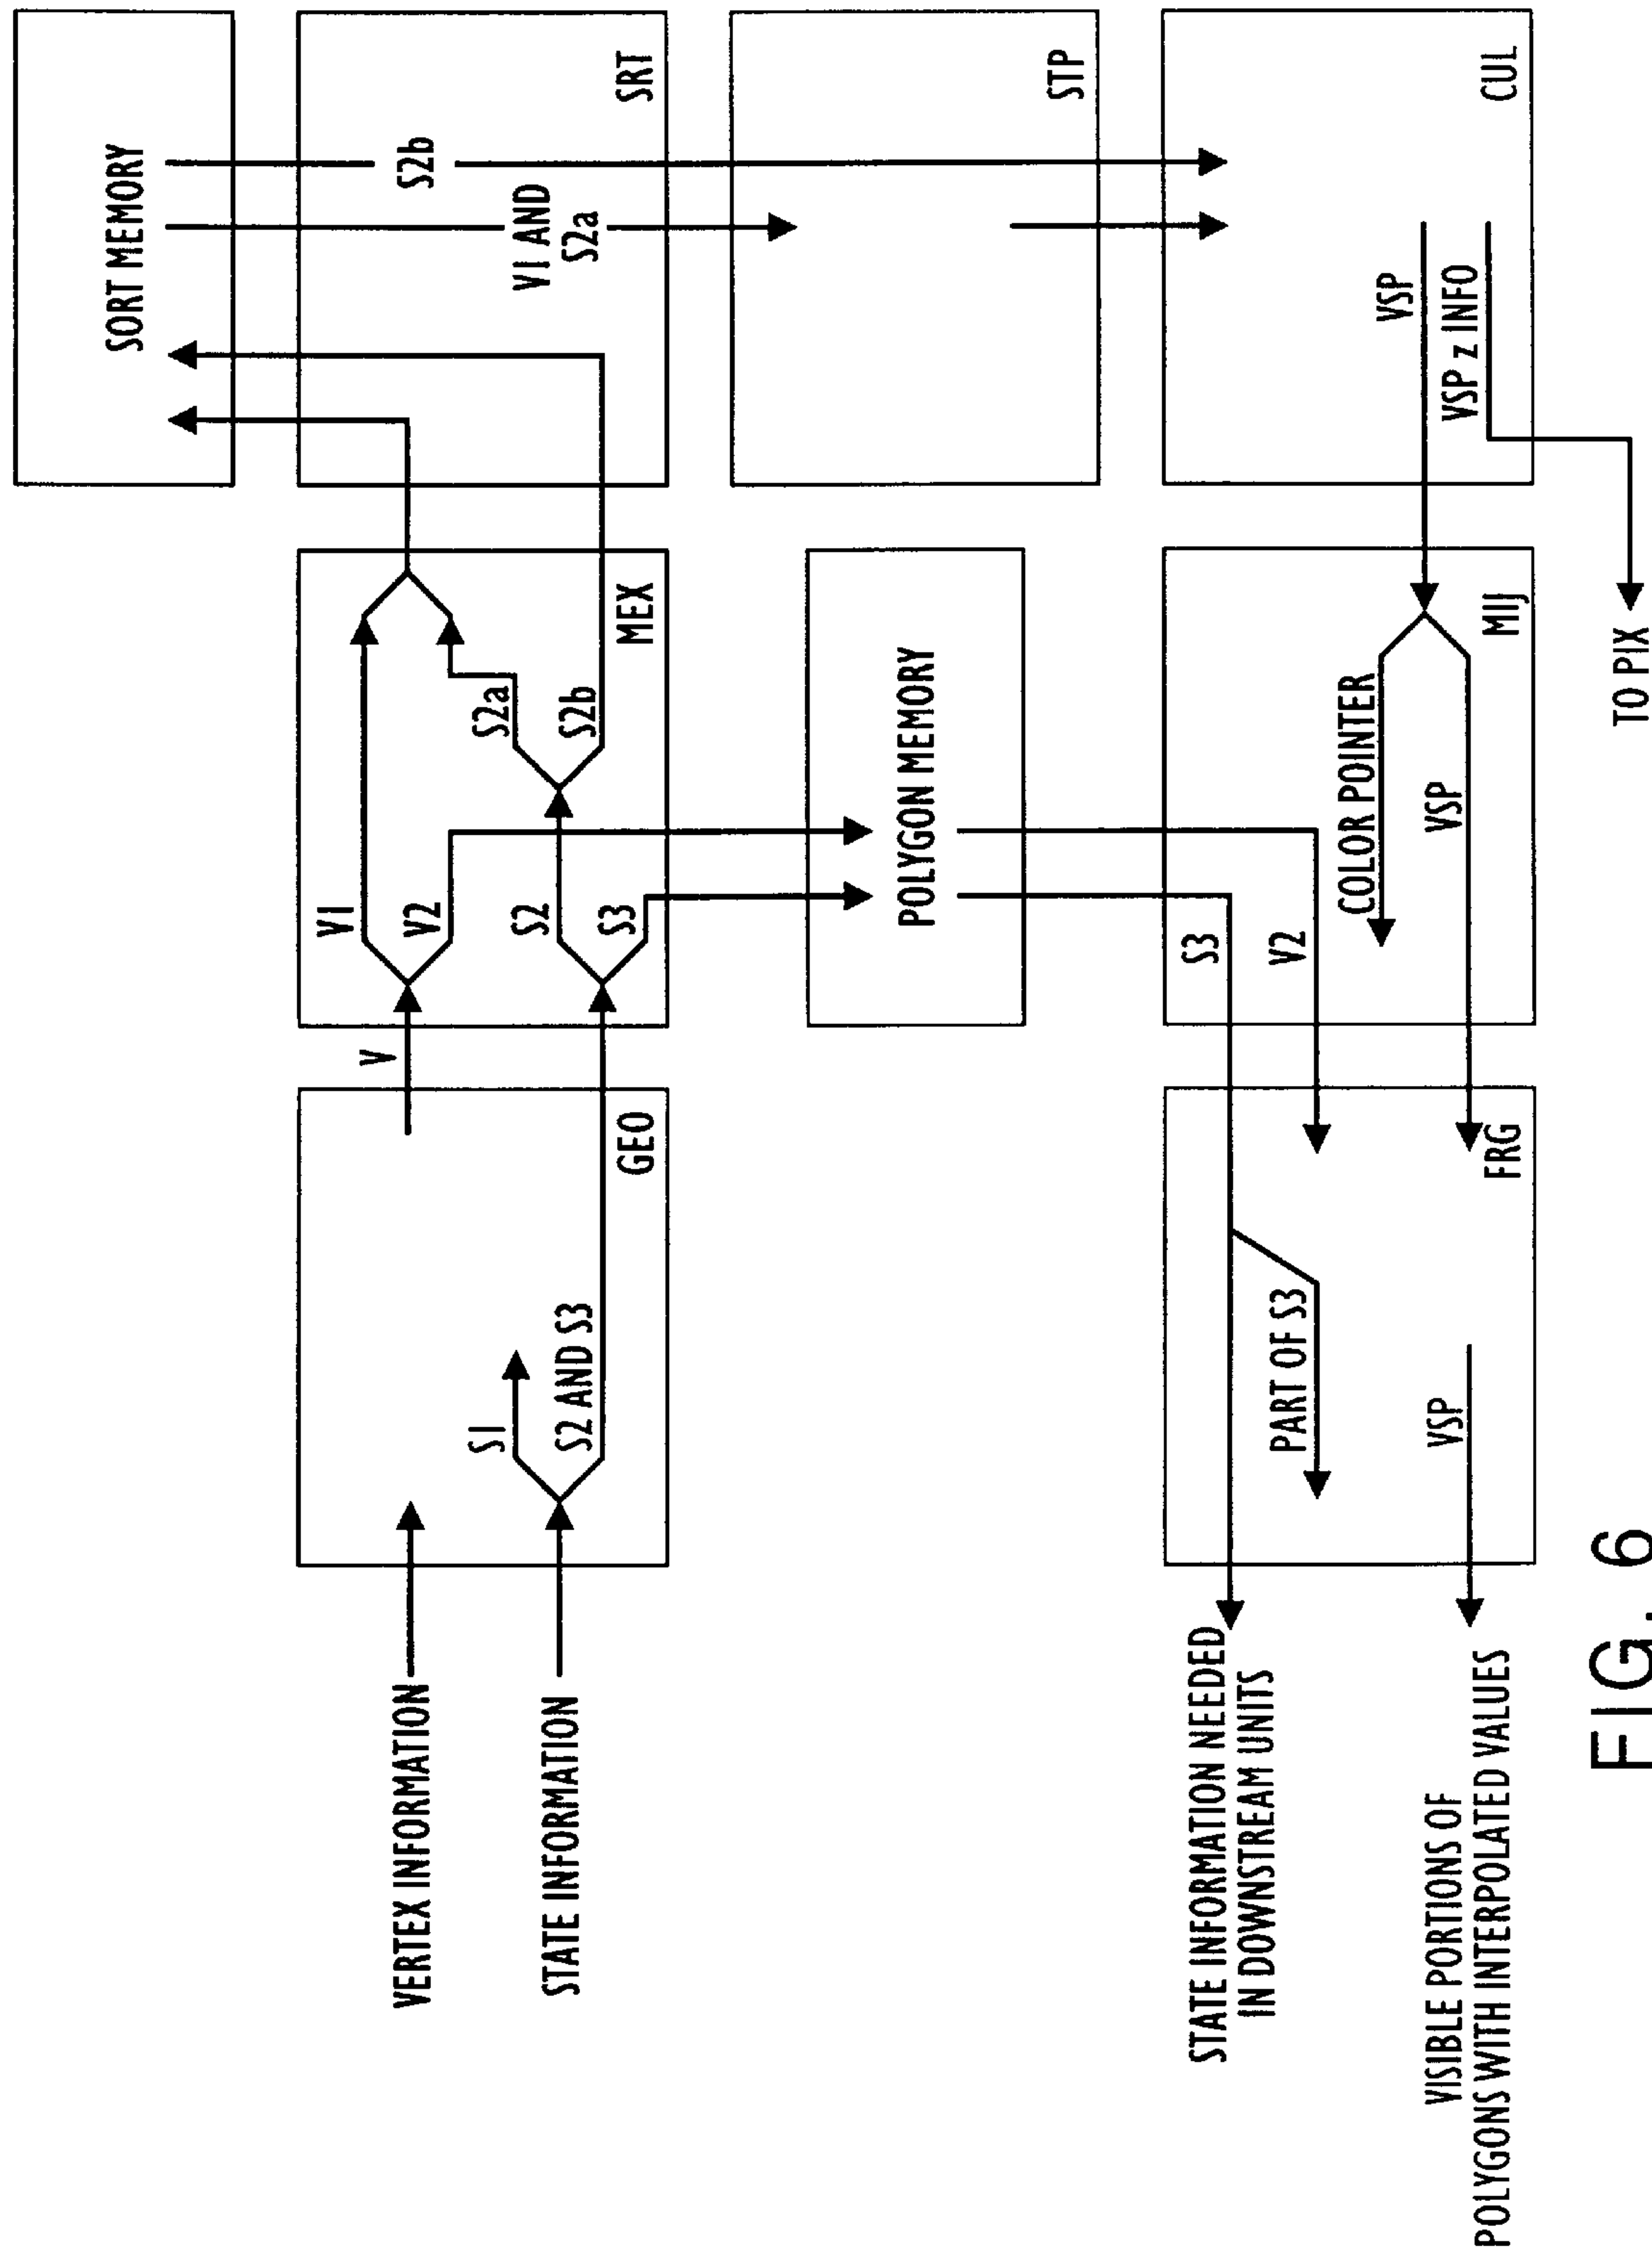 SORT MEMORY
S2b
V1 AND
S2a
SRT
STP
VSP
VSP z INFO
CUL
TO PIX
V1
V2
S2
S3
S2a
S2b
MEX
POLYGON MEMORY
S3
V2
COLOR POINTER
VSP
MIJ
V
S1
S2 AND S3
GEO
PART OF S3
VSP
FRG
VERTEX INFORMATION
STATE INFORMATION
STATE INFORMATION NEEDED
IN DOWNSTREAM UNITS
VISIBLE PORTIONS OF
POLYGONS WITH INTERPOLATED VALUES
FIG. 6